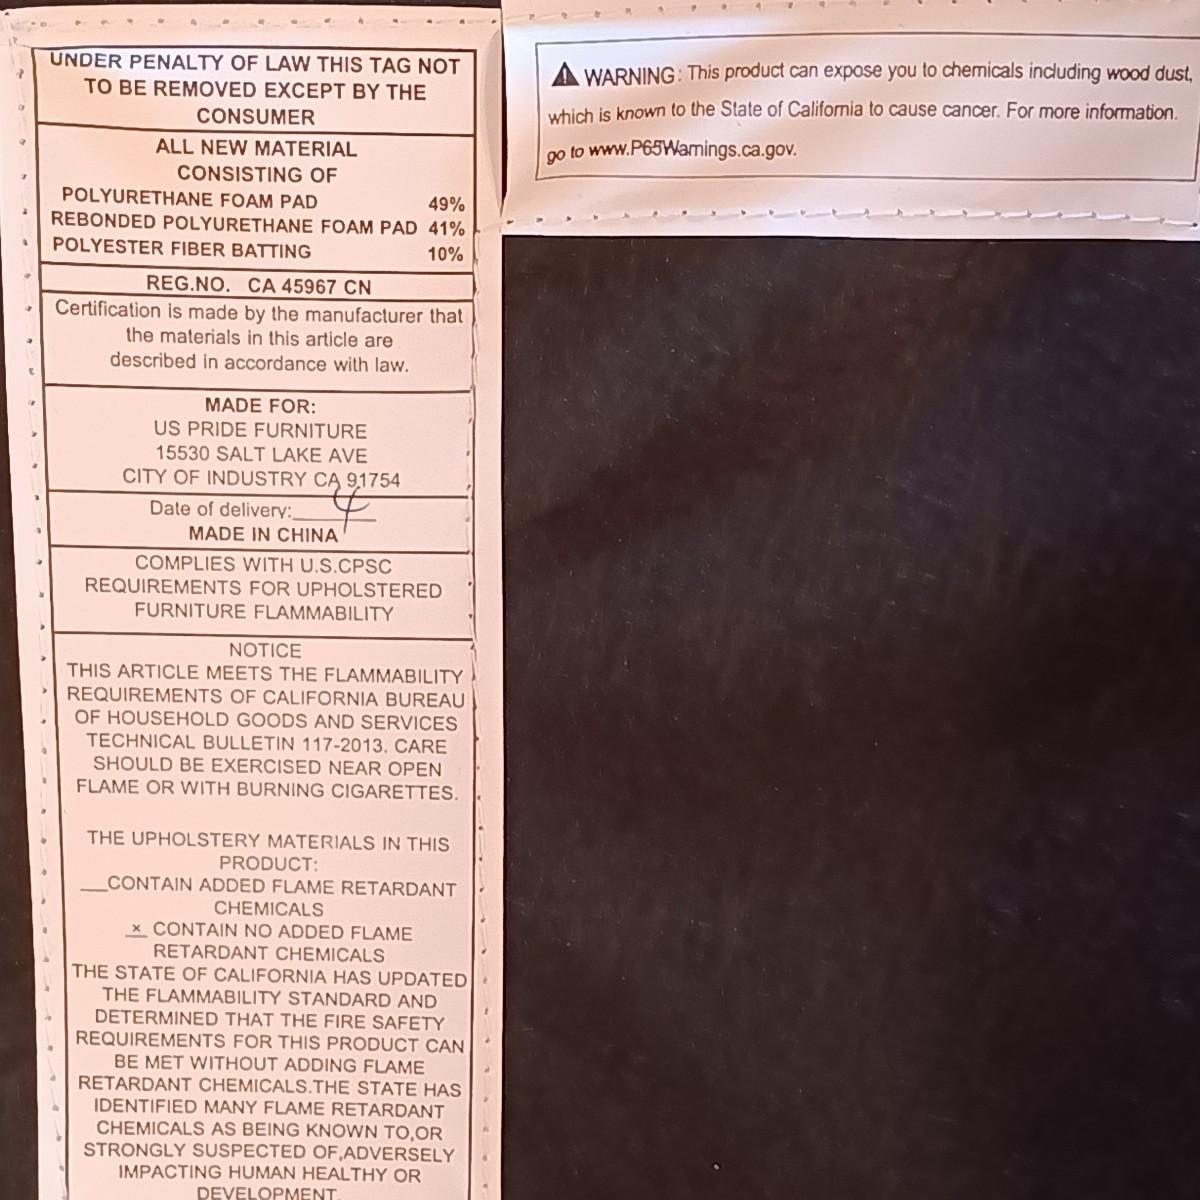 UNDER PENALTY OF LAW THIS TAG NOT
TO BE REMOVED EXCEPT BY THE
CONSUMER
ALL NEW MATERIAL
CONSISTING OF
POLYURETHANE FOAM PAD 49%
REBONDED POLYURETHANE FOAM PAD 41%
POLYESTER FIBER BATTING 10%
REG.NO. CA 45967 CN
Certification is made by the manufacturer that
the materials in this article are
described in accordance with law.
MADE FOR:
US PRIDE FURNITURE
15530 SALT LAKE AVE
CITY OF INDUSTRY CA 91754
Date of delivery:
MADE IN CHINA
COMPLIES WITH U.S.CPSC
REQUIREMENTS FOR UPHOLSTERED
FURNITURE FLAMMABILITY
NOTICE
THIS ARTICLE MEETS THE FLAMMABILITY
REQUIREMENTS OF CALIFORNIA BUREAU
OF HOUSEHOLD GOODS AND SERVICES
TECHNICAL BULLETIN 117-2013. CARE
SHOULD BE EXERCISED NEAR OPEN
FLAME OR WITH BURNING CIGARETTES.
THE UPHOLSTERY MATERIALS IN THIS
PRODUCT:
__CONTAIN ADDED FLAME RETARDANT
CHEMICALS
x CONTAIN NO ADDED FLAME
RETARDANT CHEMICALS
THE STATE OF CALIFORNIA HAS UPDATED
THE FLAMMABILITY STANDARD AND
DETERMINED THAT THE FIRE SAFETY
REQUIREMENTS FOR THIS PRODUCT CAN
BE MET WITHOUT ADDING FLAME
RETARDANT CHEMICALS.THE STATE HAS
IDENTIFIED MANY FLAME RETARDANT
CHEMICALS AS BEING KNOWN TO,OR
STRONGLY SUSPECTED OF,ADVERSELY
IMPACTING HUMAN HEALTHY OR
DEVELOPMENT.
WARNING: This product can expose you to chemicals including wood dust,
which is known to the State of California to cause cancer. For more information.
go to www.P65Warnings.ca.gov.